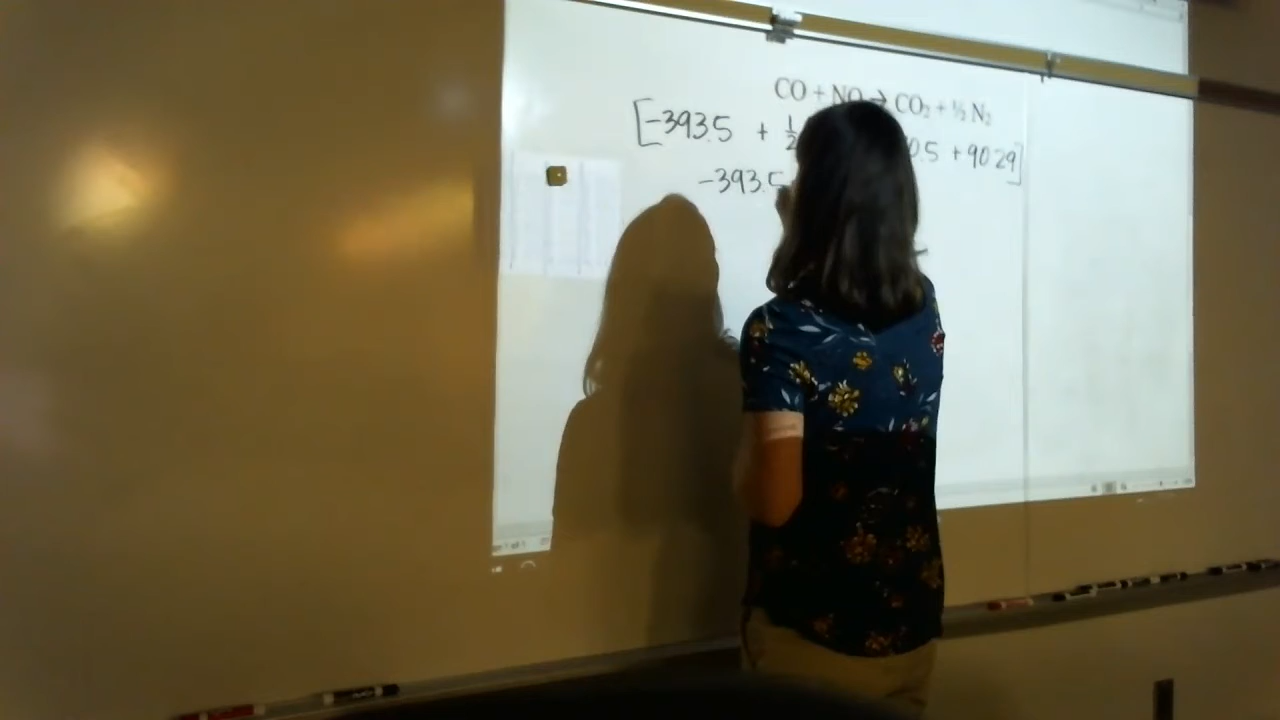 CO + NO → CO₂ + ½ N₂
[-393.5 + ½ 0.5 + 90.29]
-393.5